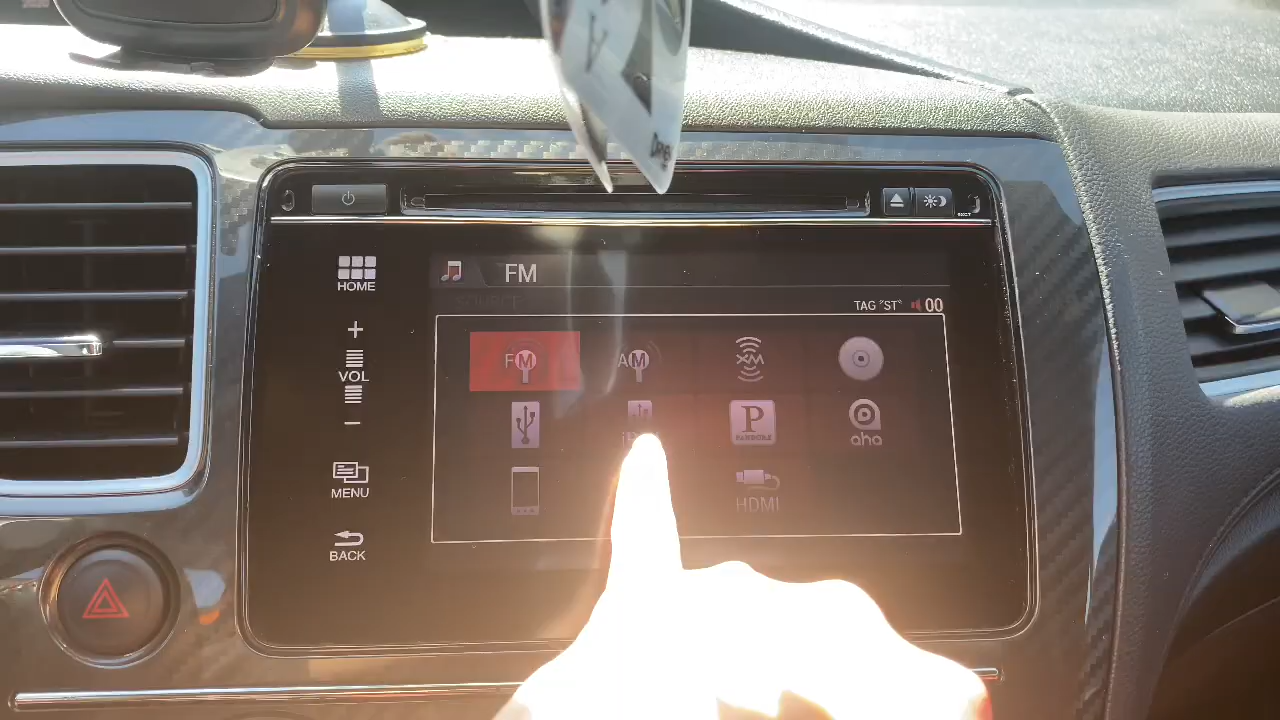 A
FM
HOME
TAG "ST" 00
FM AM XM
VOL
PANDORA
P
aha
MENU
HDMI
BACK